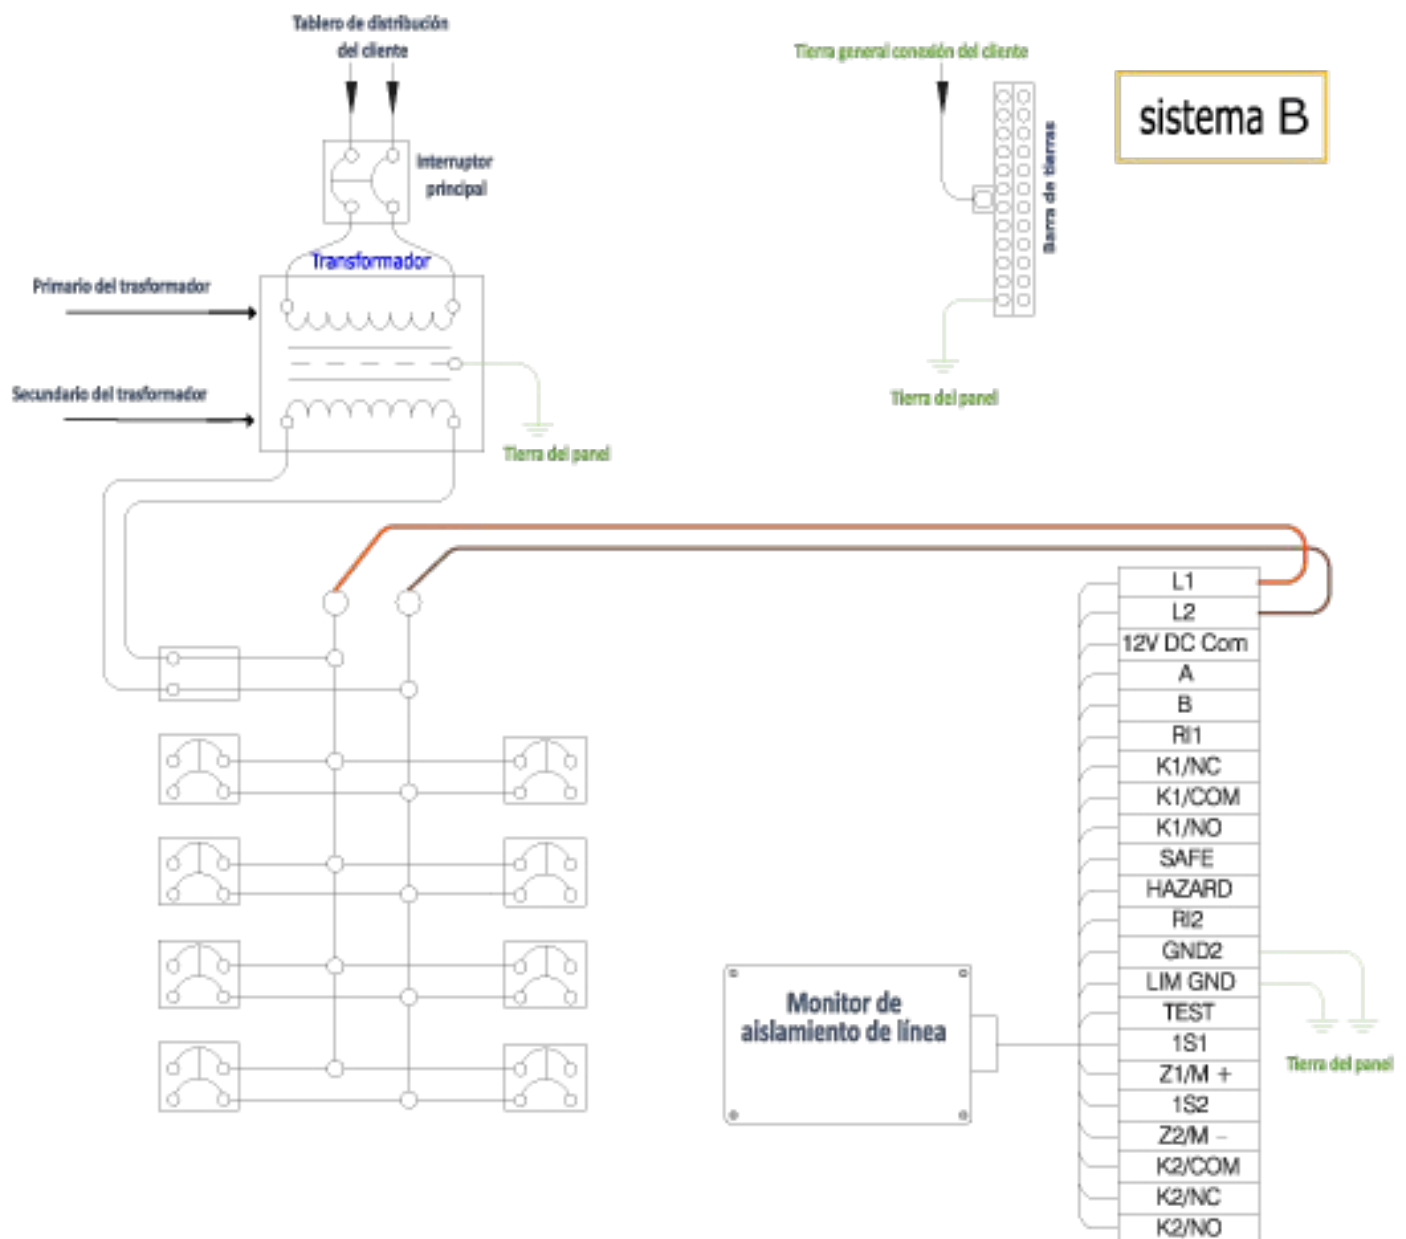 Tablero de distribución
del cliente
Tierra general conexión del cliente
sistema B
Interruptor
principal
Barra de tierras
Transformador
Primario del trasformador
Secundario del trasformador
Tierra del panel
Tierra del panel
L1
L2
12V DC Com
A
B
RI1
K1/NC
K1/COM
K1/NO
SAFE
HAZARD
RI2
GND2
LIM GND
TEST
1S1
Z1/M +
1S2
Z2/M –
K2/COM
K2/NC
K2/NO
Monitor de
aislamiento de línea
Tierra del panel